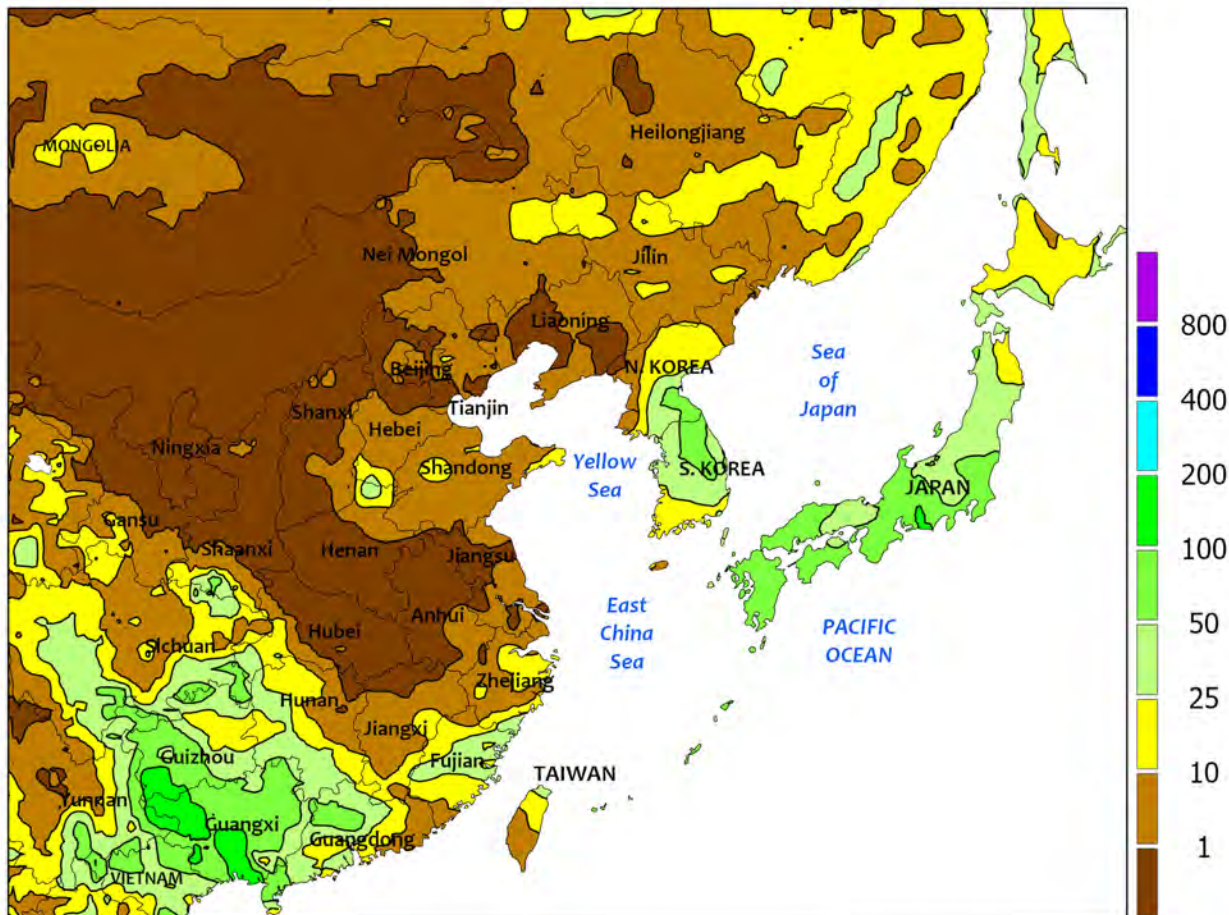 Heilongjiang
MONGOLIA
Nei Mongol
Jilin
Liaoning
Beijing
N. KOREA
Sea
of
Japan
Tianjin
Shanxi
Hebei
Ningxia
Shandong
Yellow
Sea
S. KOREA
JAPAN
Gansu
Shaanxi
Henan
Jiangsu
Anhui
Hubei
East
China
Sea
PACIFIC
OCEAN
Sichuan
Zhejiang
Hunan
Jiangxi
Guizhou
Fujian
TAIWAN
Yunnan
Guangxi
Guangdong
VIETNAM
800
400
200
100
50
25
10
1